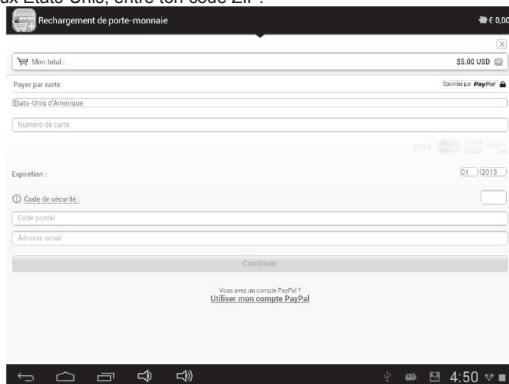 ux États-Unis, entre ton code ZIP.
Rechargement de porte-monnaie
€ 0,00
Mon total :
$5.00 USD
Payer par carte
Optimisé par PayPal
États-Unis d'Amérique
Numéro de carte
VISA
Expiration :
01
2013
Code de sécurité :
Code postal
Adresse email
Continuer
Vous avez un compte PayPal ?
Utiliser mon compte PayPal
4:50